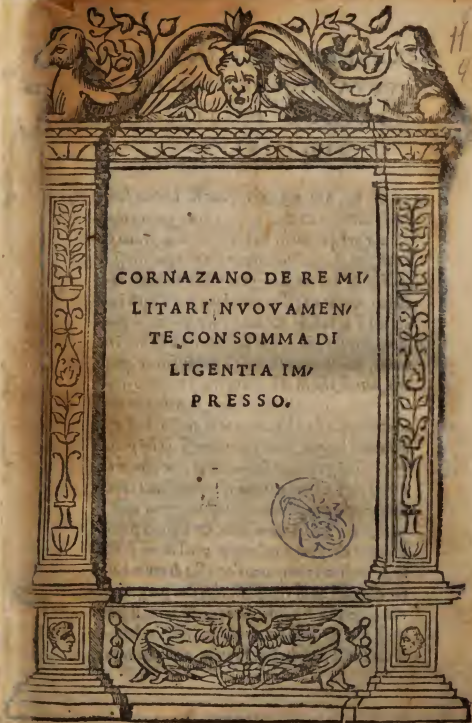 CORNAZANO DE RE MI/
LITARI NVOVAMEN/
TE CON SOMMA DI
LIGENTIA IM/
PRESSO.